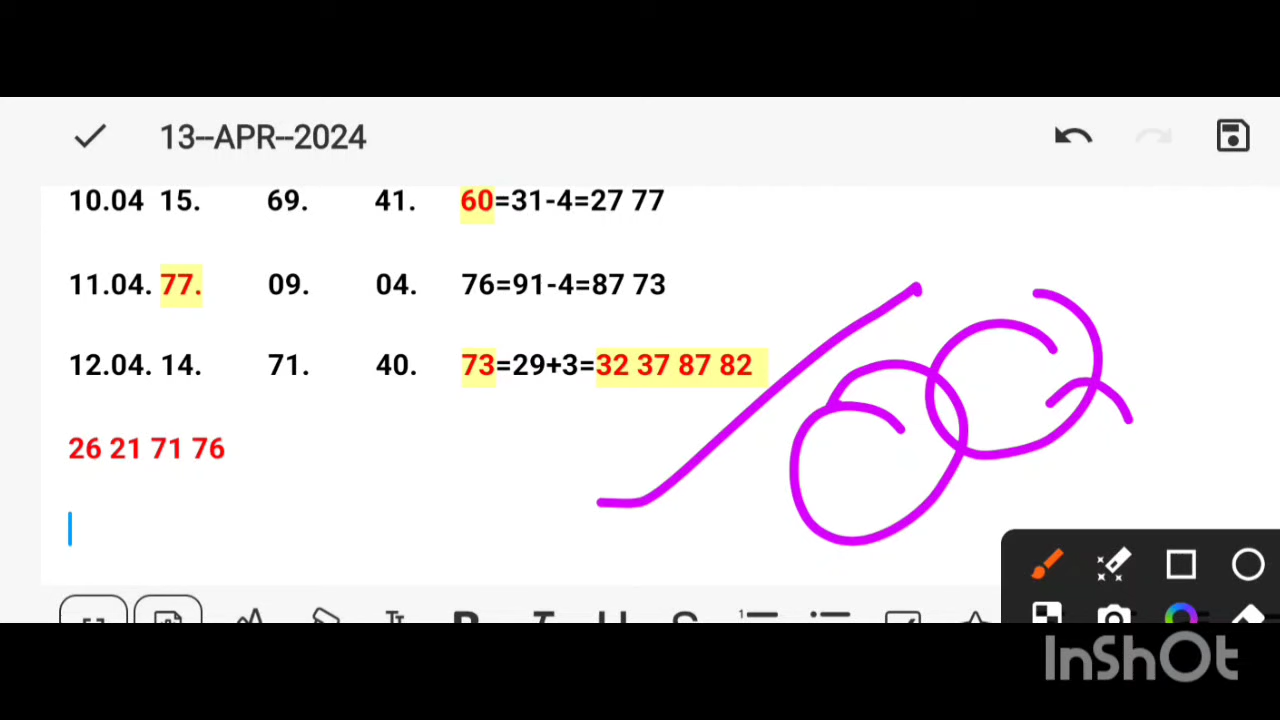 13--APR--2024
10.04 15. 69. 41. 60=31-4=27 77
11.04. 77. 09. 04. 76=91-4=87 73
12.04. 14. 71. 40. 73=29+3=32 37 87 82
26 21 71 76
InShOt